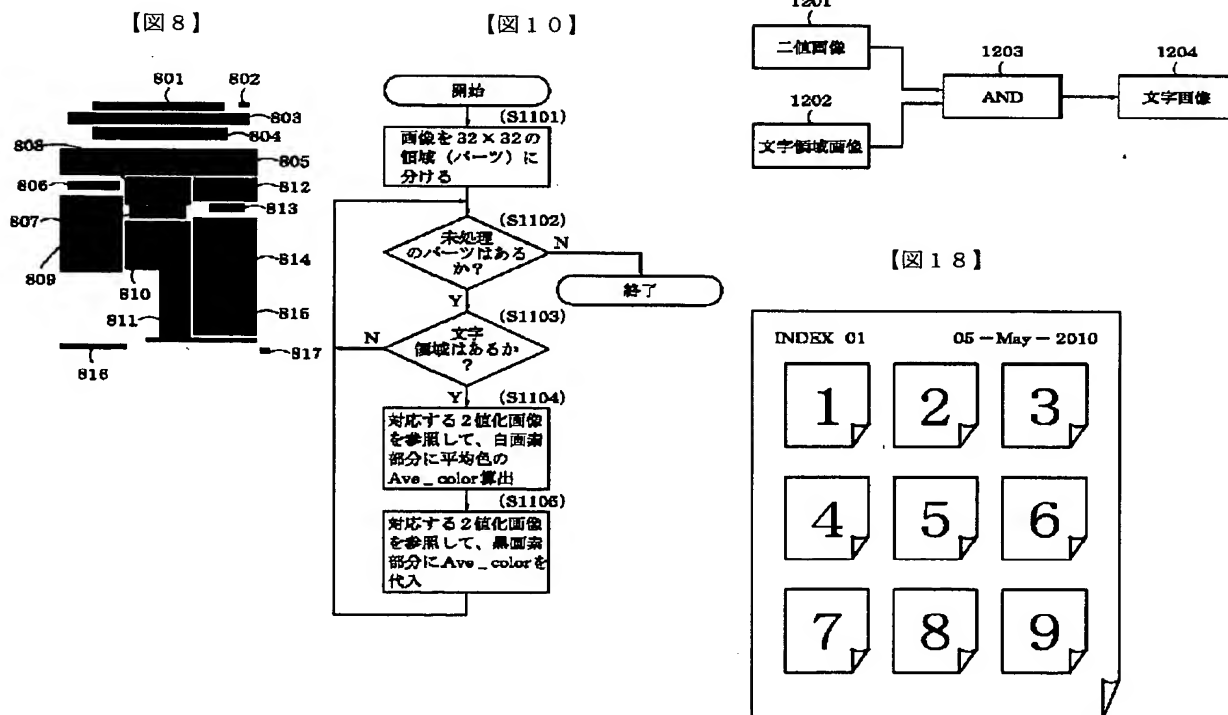 【図8】
801
802
803
804
808
805
806
812
813
807
814
809
810
815
811
816
817
【図10】
開始
(S1101)
画像を32×32の
領域(パーツ)に
分ける
(S1102)
未処理
のパーツはある
か?
N
終了
Y
(S1103)
文字
領域はあるか
?
N
Y
(S1104)
対応する2値化画像
を参照して、白画素
部分に平均色の
Ave_color算出
(S1105)
対応する2値化画像
を参照して、黒画素
部分にAve_colorを
代入
1201
二値画像
1202
文字領域画像
1203
AND
1204
文字画像
【図18】
INDEX 01
05-May-2010
1
2
3
4
5
6
7
8
9